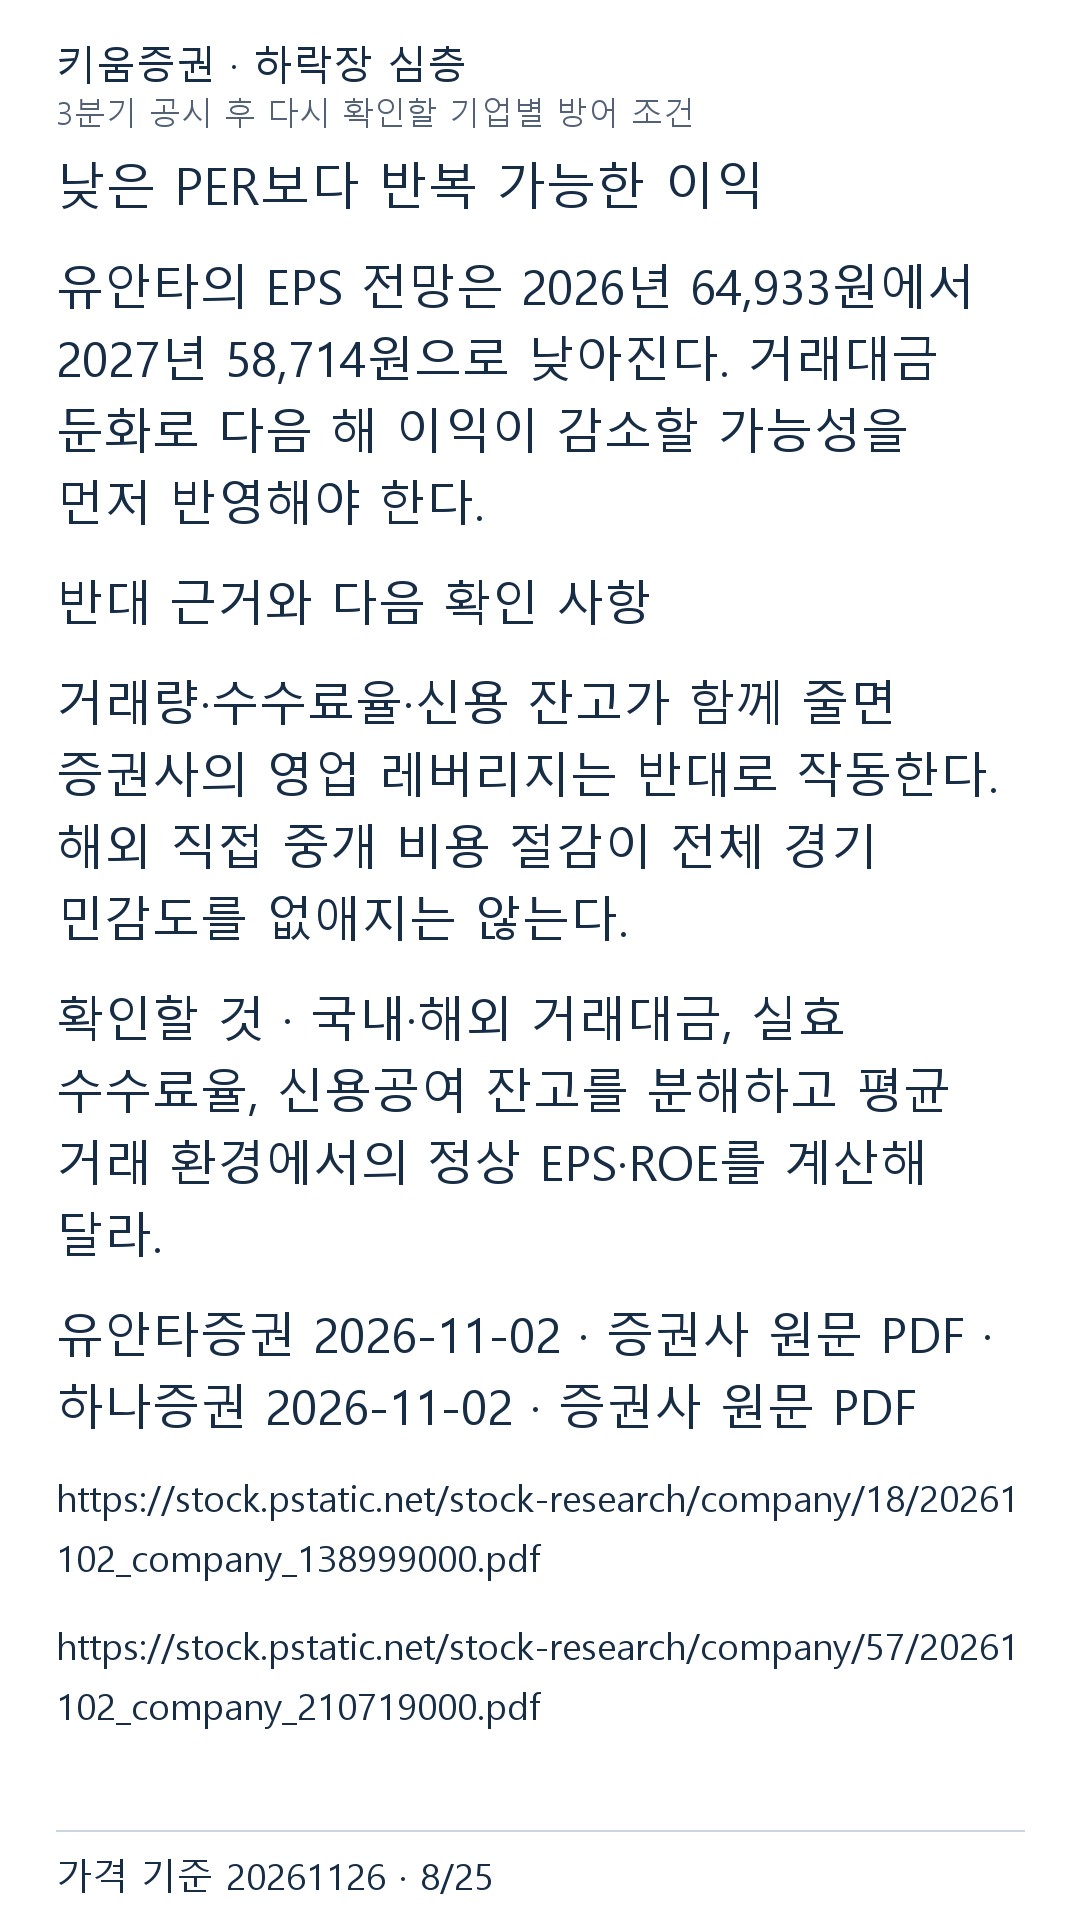 키움증권 · 하락장 심층
3분기 공시 후 다시 확인할 기업별 방어 조건
낮은 PER보다 반복 가능한 이익
유안타의 EPS 전망은 2026년 64,933원에서
2027년 58,714원으로 낮아진다. 거래대금
둔화로 다음 해 이익이 감소할 가능성을
먼저 반영해야 한다.
반대 근거와 다음 확인 사항
거래량·수수료율·신용 잔고가 함께 줄면
증권사의 영업 레버리지는 반대로 작동한다.
해외 직접 중개 비용 절감이 전체 경기
민감도를 없애지는 않는다.
확인할 것 · 국내·해외 거래대금, 실효
수수료율, 신용공여 잔고를 분해하고 평균
거래 환경에서의 정상 EPS·ROE를 계산해
달라.
유안타증권 2026-11-02 · 증권사 원문 PDF ·
하나증권 2026-11-02 · 증권사 원문 PDF
https://stock.pstatic.net/stock-research/company/18/20261
102_company_138999000.pdf
https://stock.pstatic.net/stock-research/company/57/20261
102_company_210719000.pdf
가격 기준 20261126 · 8/25